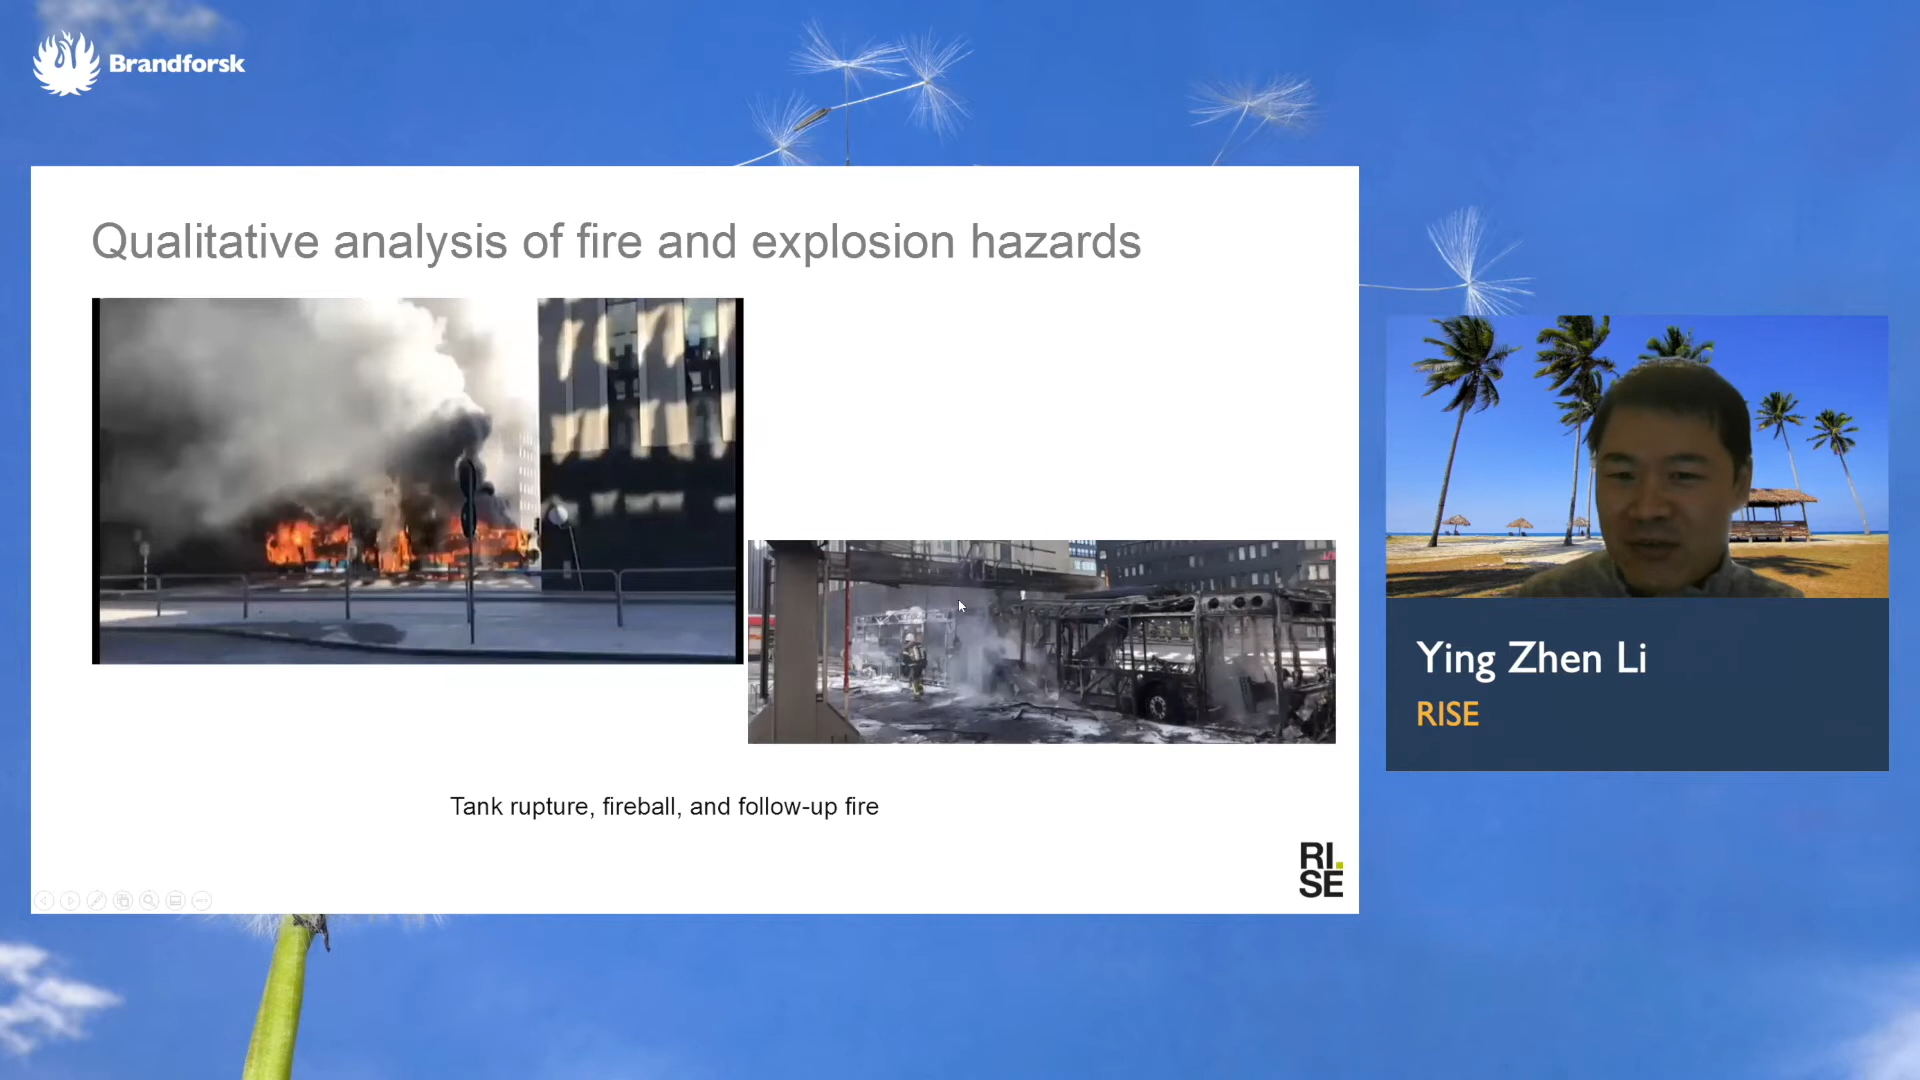 Brandforsk
Qualitative analysis of fire and explosion hazards
Tank rupture, fireball, and follow-up fire
RI.
SE
Ying Zhen Li
RISE